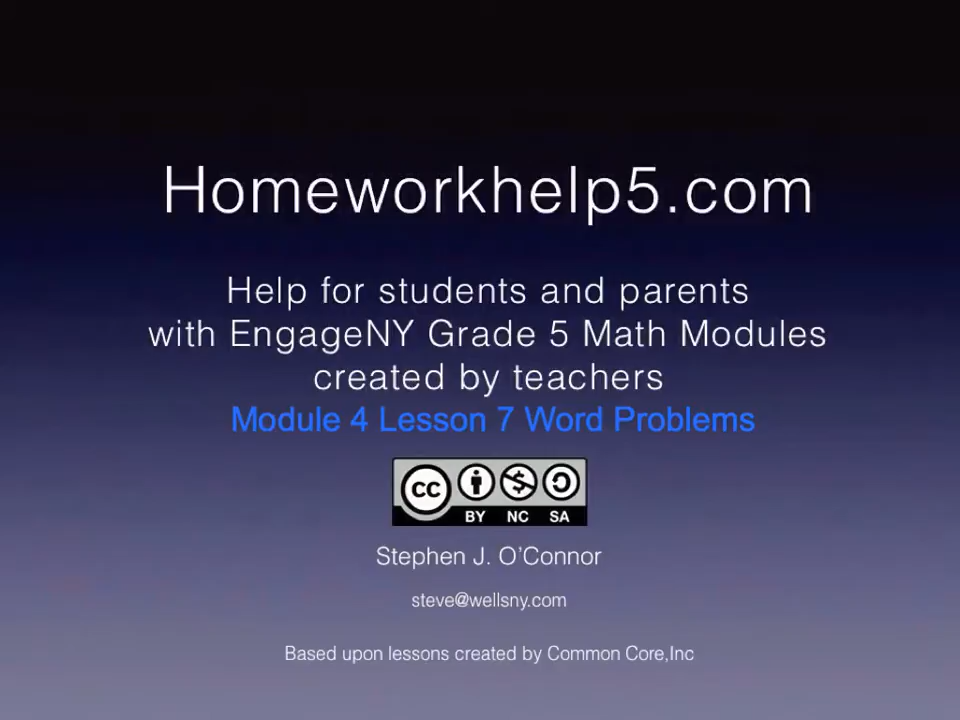 Homeworkhelp5.com
Help for students and parents
with EngageNY Grade 5 Math Modules
created by teachers
Module 4 Lesson 7 Word Problems
cc BY NC SA
Stephen J. O’Connor
steve@wellsny.com
Based upon lessons created by Common Core,Inc